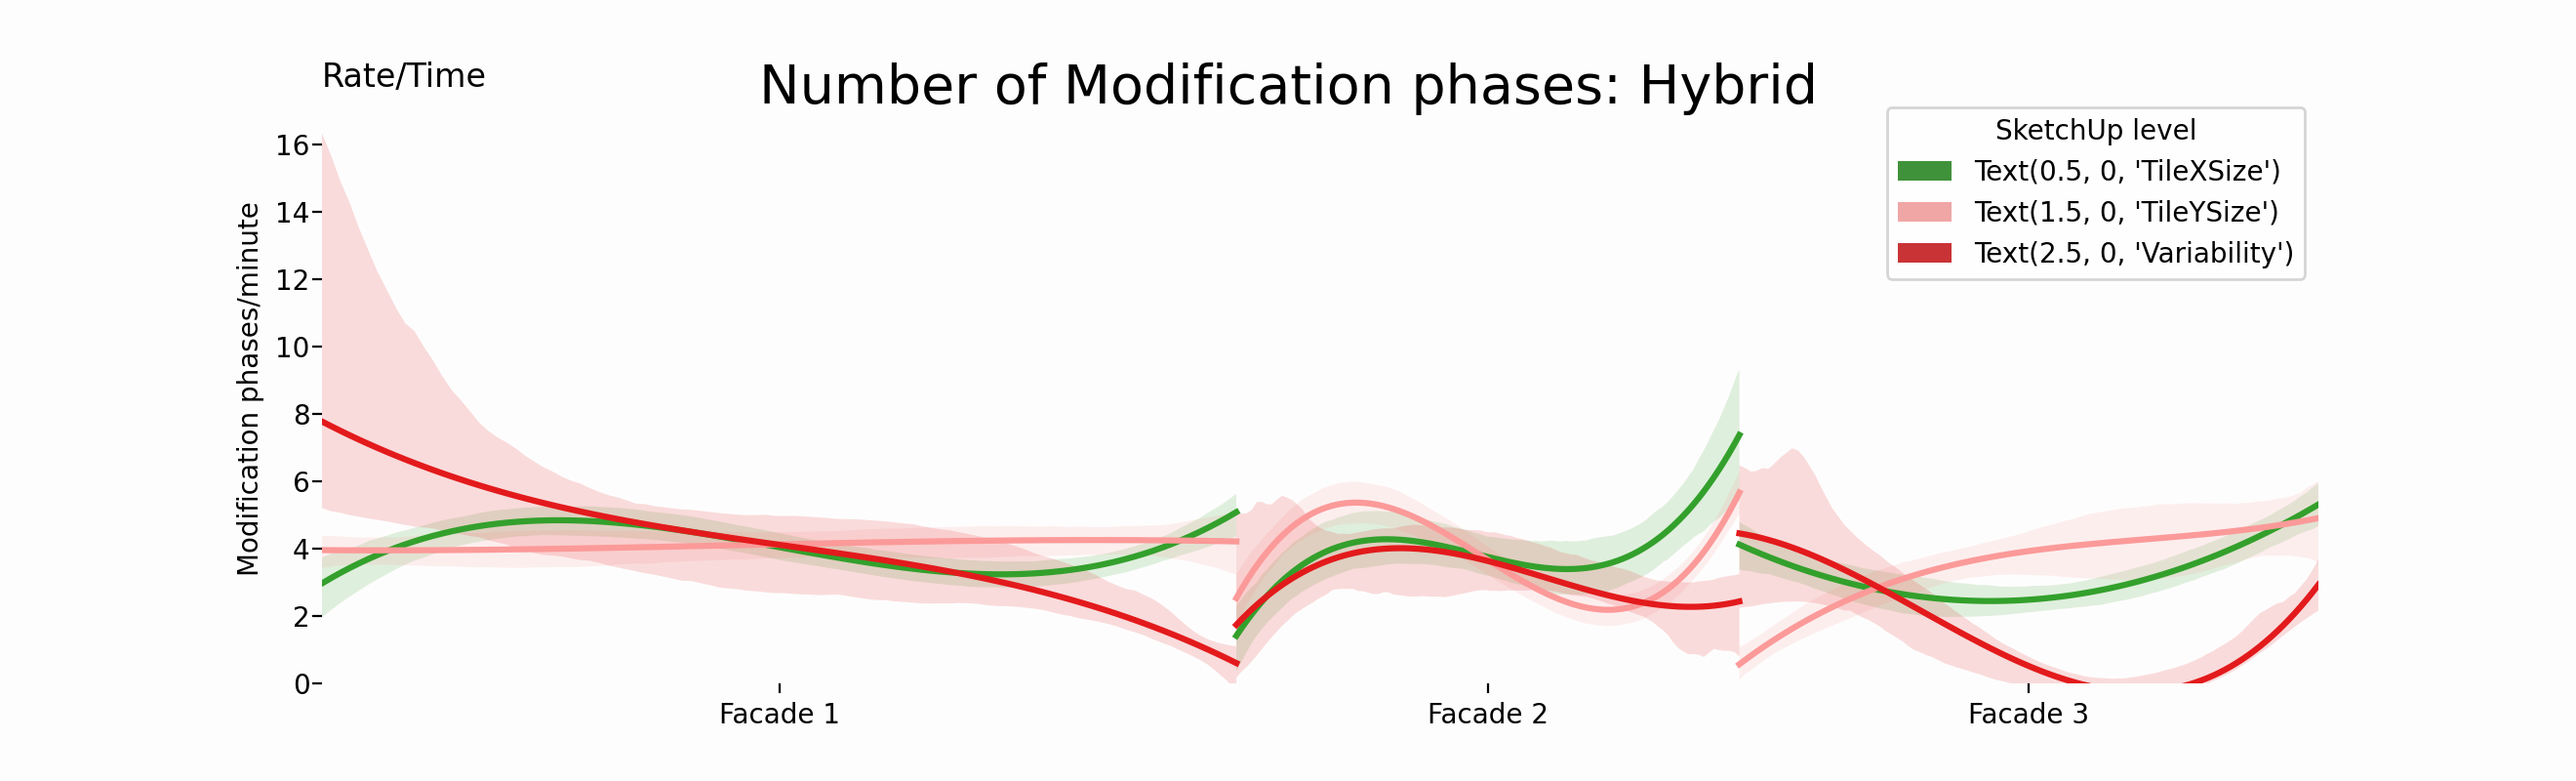 Rate/Time
Number of Modification phases: Hybrid
SketchUp level
Text(0.5, 0, 'TileXSize')
Text(1.5, 0, 'TileYSize')
Text(2.5, 0, 'Variability')
Modification phases/minute
16
14
12
10
8
6
4
2
0
Facade 1
Facade 2
Facade 3